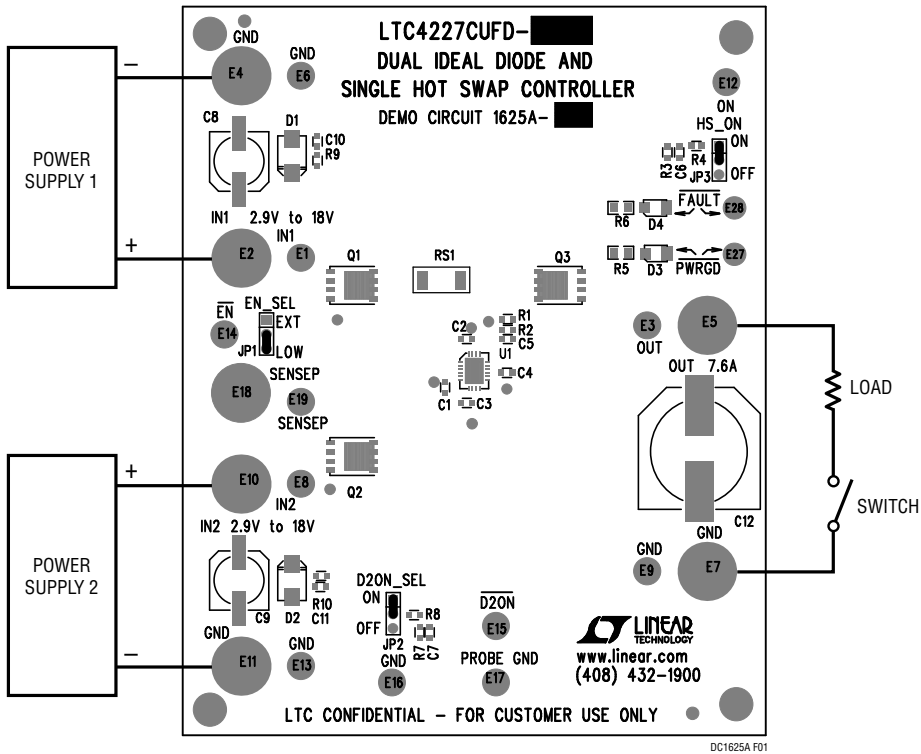 LTC4227CUFD-
DUAL IDEAL DIODE AND
SINGLE HOT SWAP CONTROLLER
DEMO CIRCUIT 1625A-
POWER
SUPPLY 1
–
+
GND
E4
GND
E6
C8
D1
C10
R9
IN1 2.9V to 18V
IN1
E2
E1
E12
ON
HS_ON
ON
OFF
R3
C6
R4
JP3
FAULT
E28
R6
D4
PWRGD
E27
R5
D3
Q1
RS1
Q3
EN
E14
EN_SEL
EXT
JP1
LOW
R1
R2
C5
C2
U1
C4
C1
C3
E3
OUT
E5
OUT 7.6A
LOAD
SWITCH
E18
SENSEP
E19
SENSEP
Q2
POWER
SUPPLY 2
+
–
E10
E8
IN2
IN2 2.9V to 18V
C12
GND
E7
GND
E9
C9
D2
R10
C11
GND
E11
GND
E13
D2ON_SEL
ON
OFF
JP2
R8
R7
C7
GND
E16
D2ON
E15
PROBE GND
E17
LINEAR
TECHNOLOGY
www.linear.com
(408) 432-1900
LTC CONFIDENTIAL – FOR CUSTOMER USE ONLY
DC1625A F01